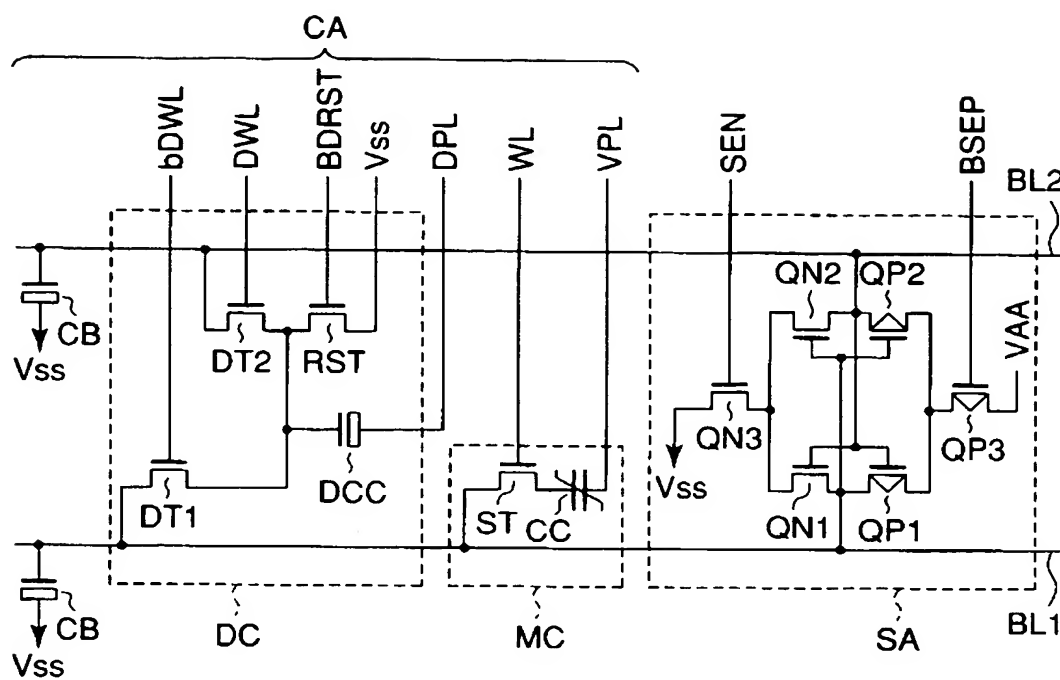 CA
bDWL
DWL
BDRST
Vss
DPL
WL
VPL
SEN
BSEP
BL2
CB
Vss
DT2
RST
QN2
QP2
VAA
QN3
QP3
Vss
DCC
DT1
ST
CC
QN1
QP1
CB
Vss
DC
MC
SA
BL1